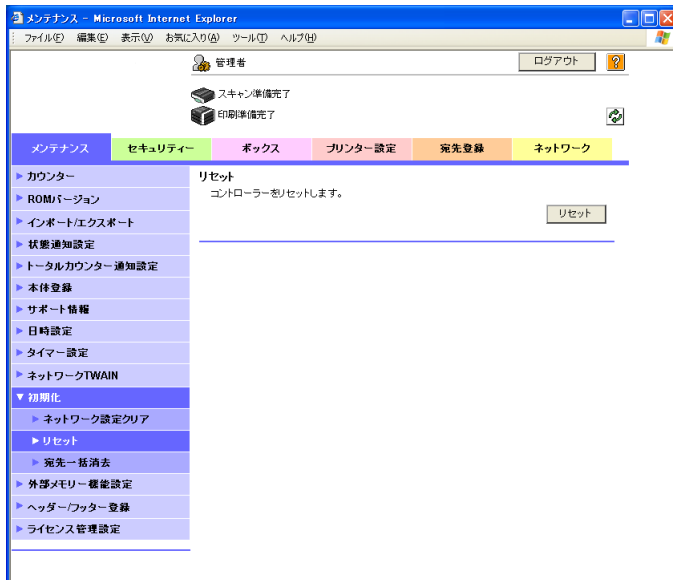 メンテナンス - Microsoft Internet Explorer
ファイル(F) 編集(E) 表示(V) お気に入り(A) ツール(T) ヘルプ(H)
管理者
ログアウト
?
スキャン準備完了
印刷準備完了
メンテナンス セキュリティー ボックス プリンター設定 宛先登録 ネットワーク
カウンター
ROMバージョン
インポート/エクスポート
状態通知設定
トータルカウンター通知設定
本体登録
サポート情報
日時設定
タイマー設定
ネットワークTWAIN
初期化
ネットワーク設定クリア
リセット
宛先一括消去
外部メモリー機能設定
ヘッダー/フッター登録
ライセンス管理設定
リセット
コントローラーをリセットします。
リセット